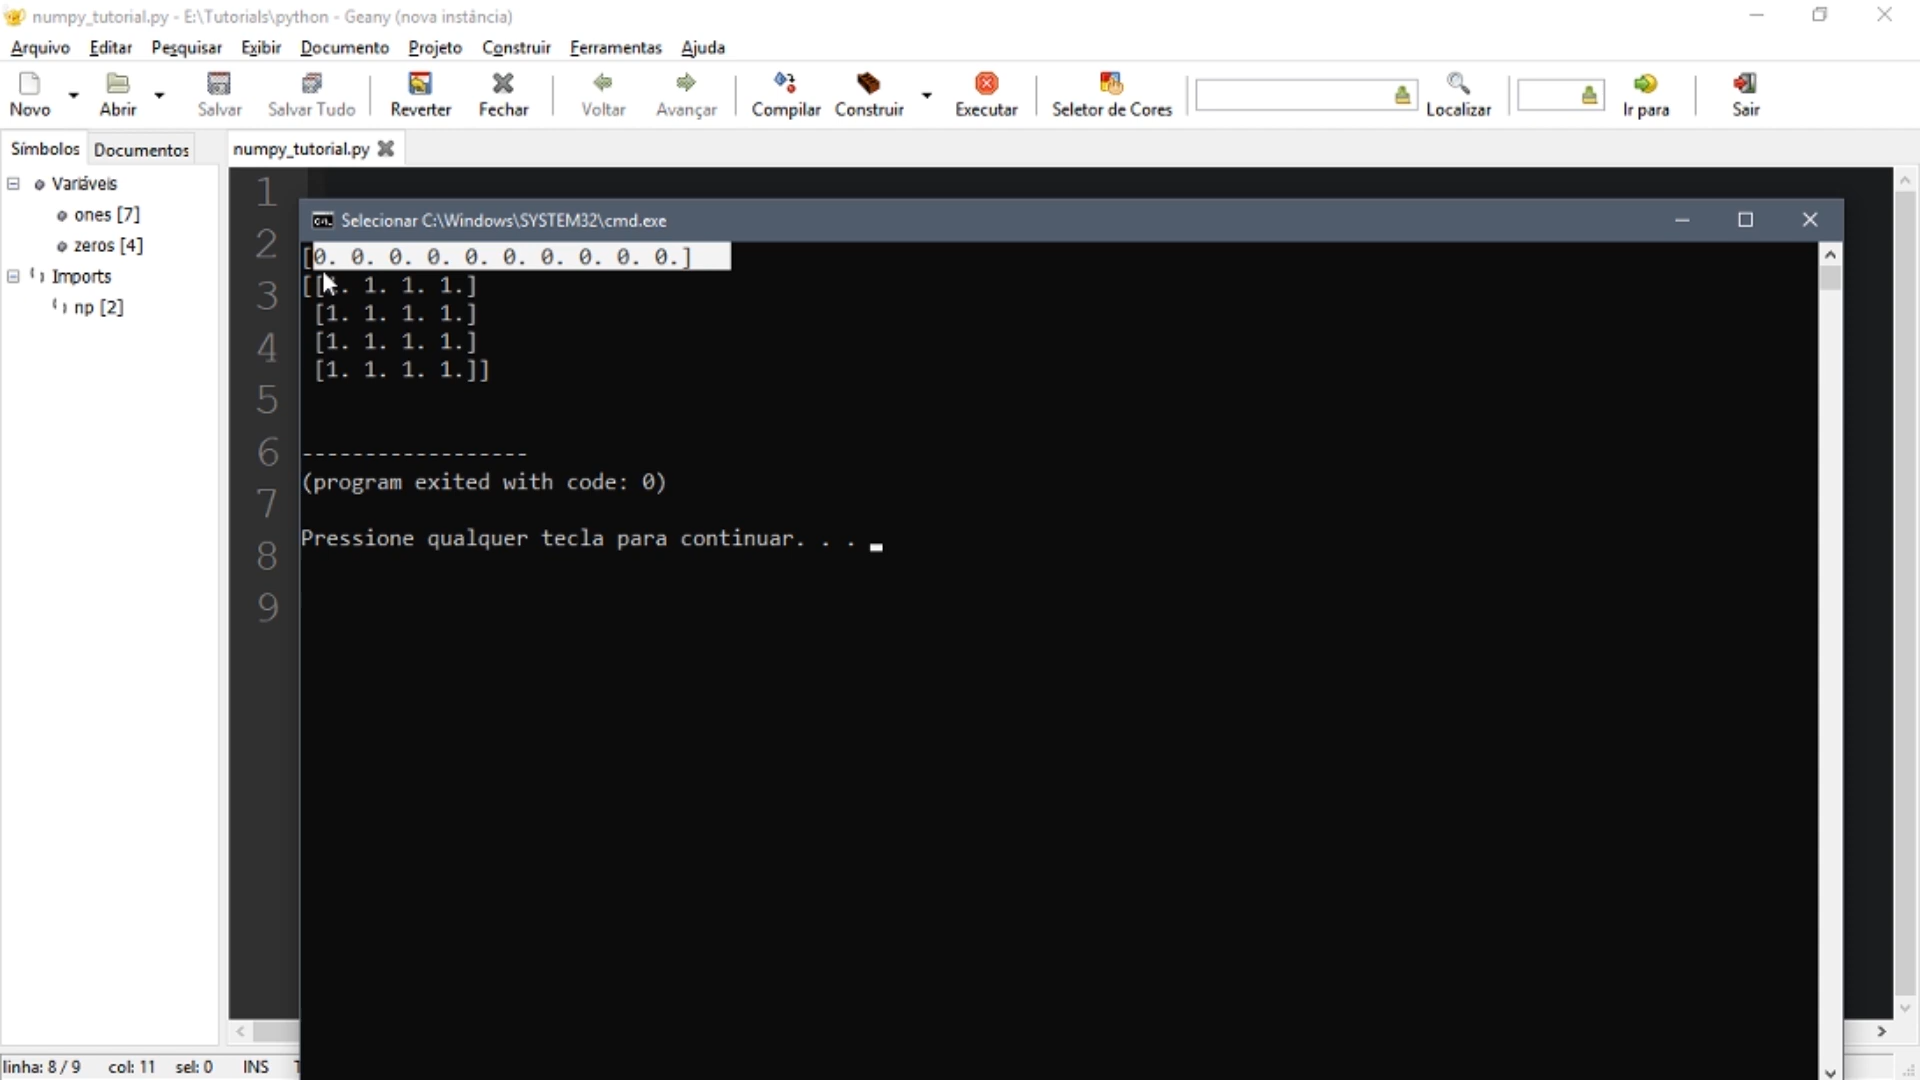 numpy_tutorial.py - E:\Tutorials\python - Geany (nova instância)
Arquivo Editar Pesquisar Exibir Documento Projeto Construir Ferramentas Ajuda
Novo Abrir Salvar Salvar Tudo Reverter Fechar Voltar Avançar Compilar Construir Executar Seletor de Cores Localizar Ir para Sair
Símbolos Documentos numpy_tutorial.py
Variáveis
ones [7]
zeros [4]
Imports
np [2]
1
2
3
4
5
6
7
8
9
Selecionar C:\Windows\SYSTEM32\cmd.exe
[0. 0. 0. 0. 0. 0. 0. 0. 0. 0.]
[[1. 1. 1. 1.]
[1. 1. 1. 1.]
[1. 1. 1. 1.]
[1. 1. 1. 1.]]
------------------
(program exited with code: 0)
Pressione qualquer tecla para continuar. . .
linha: 8 / 9 col: 11 sel: 0 INS